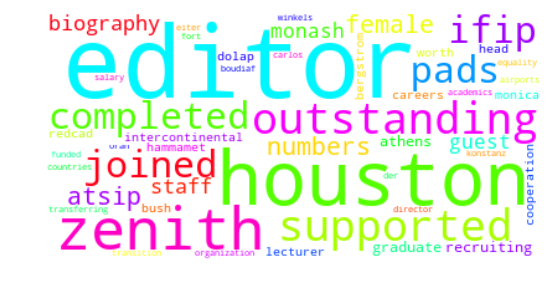 biography
monash
female
winkels
eiter
fort
ifip
editor
dolap
head
boudiaf
carlos
bergstrom
worth
equality
salary
pads
airports
careers
academics
monica
completed
outstanding
redcad
intercontinental
numbers
athens
guest
oran
hammamet
funded
joined
konstanz
countries
houston
staff
der
cooperation
atsip
transferring
bush
director
zenith
supported
transition
organization
lecturer
graduate
recruiting